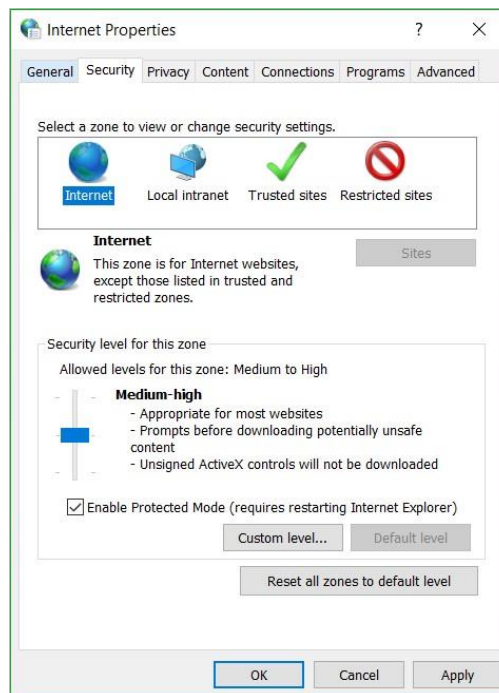 Internet Properties
?
General Security Privacy Content Connections Programs Advanced
Select a zone to view or change security settings.
Internet Local intranet Trusted sites Restricted sites
Internet
This zone is for Internet websites,
except those listed in trusted and
restricted zones.
Sites
Security level for this zone
Allowed levels for this zone: Medium to High
Medium-high
- Appropriate for most websites
- Prompts before downloading potentially unsafe
content
- Unsigned ActiveX controls will not be downloaded
Enable Protected Mode (requires restarting Internet Explorer)
Custom level... Default level
Reset all zones to default level
OK Cancel Apply